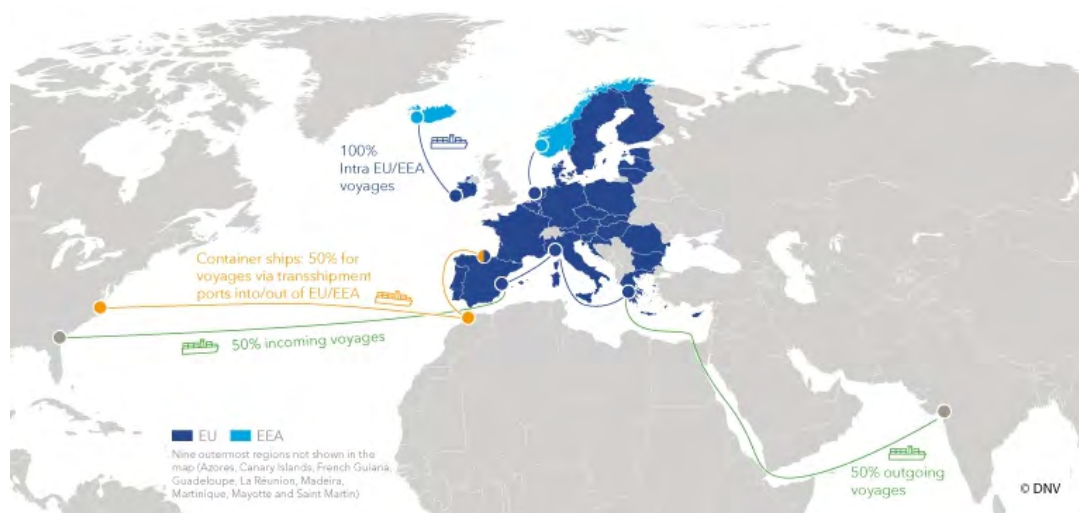 100%
Intra EU/EEA
voyages
Container ships: 50% for
voyages via transshipment
ports into/out of EU/EEA
50% incoming voyages
EU EEA
Nine outermost regions not shown in the
map (Azores, Canary Islands, French Guiana,
Guadeloupe, La Réunion, Madeira,
Martinique, Mayotte and Saint Martin)
50% outgoing
voyages
© DNV